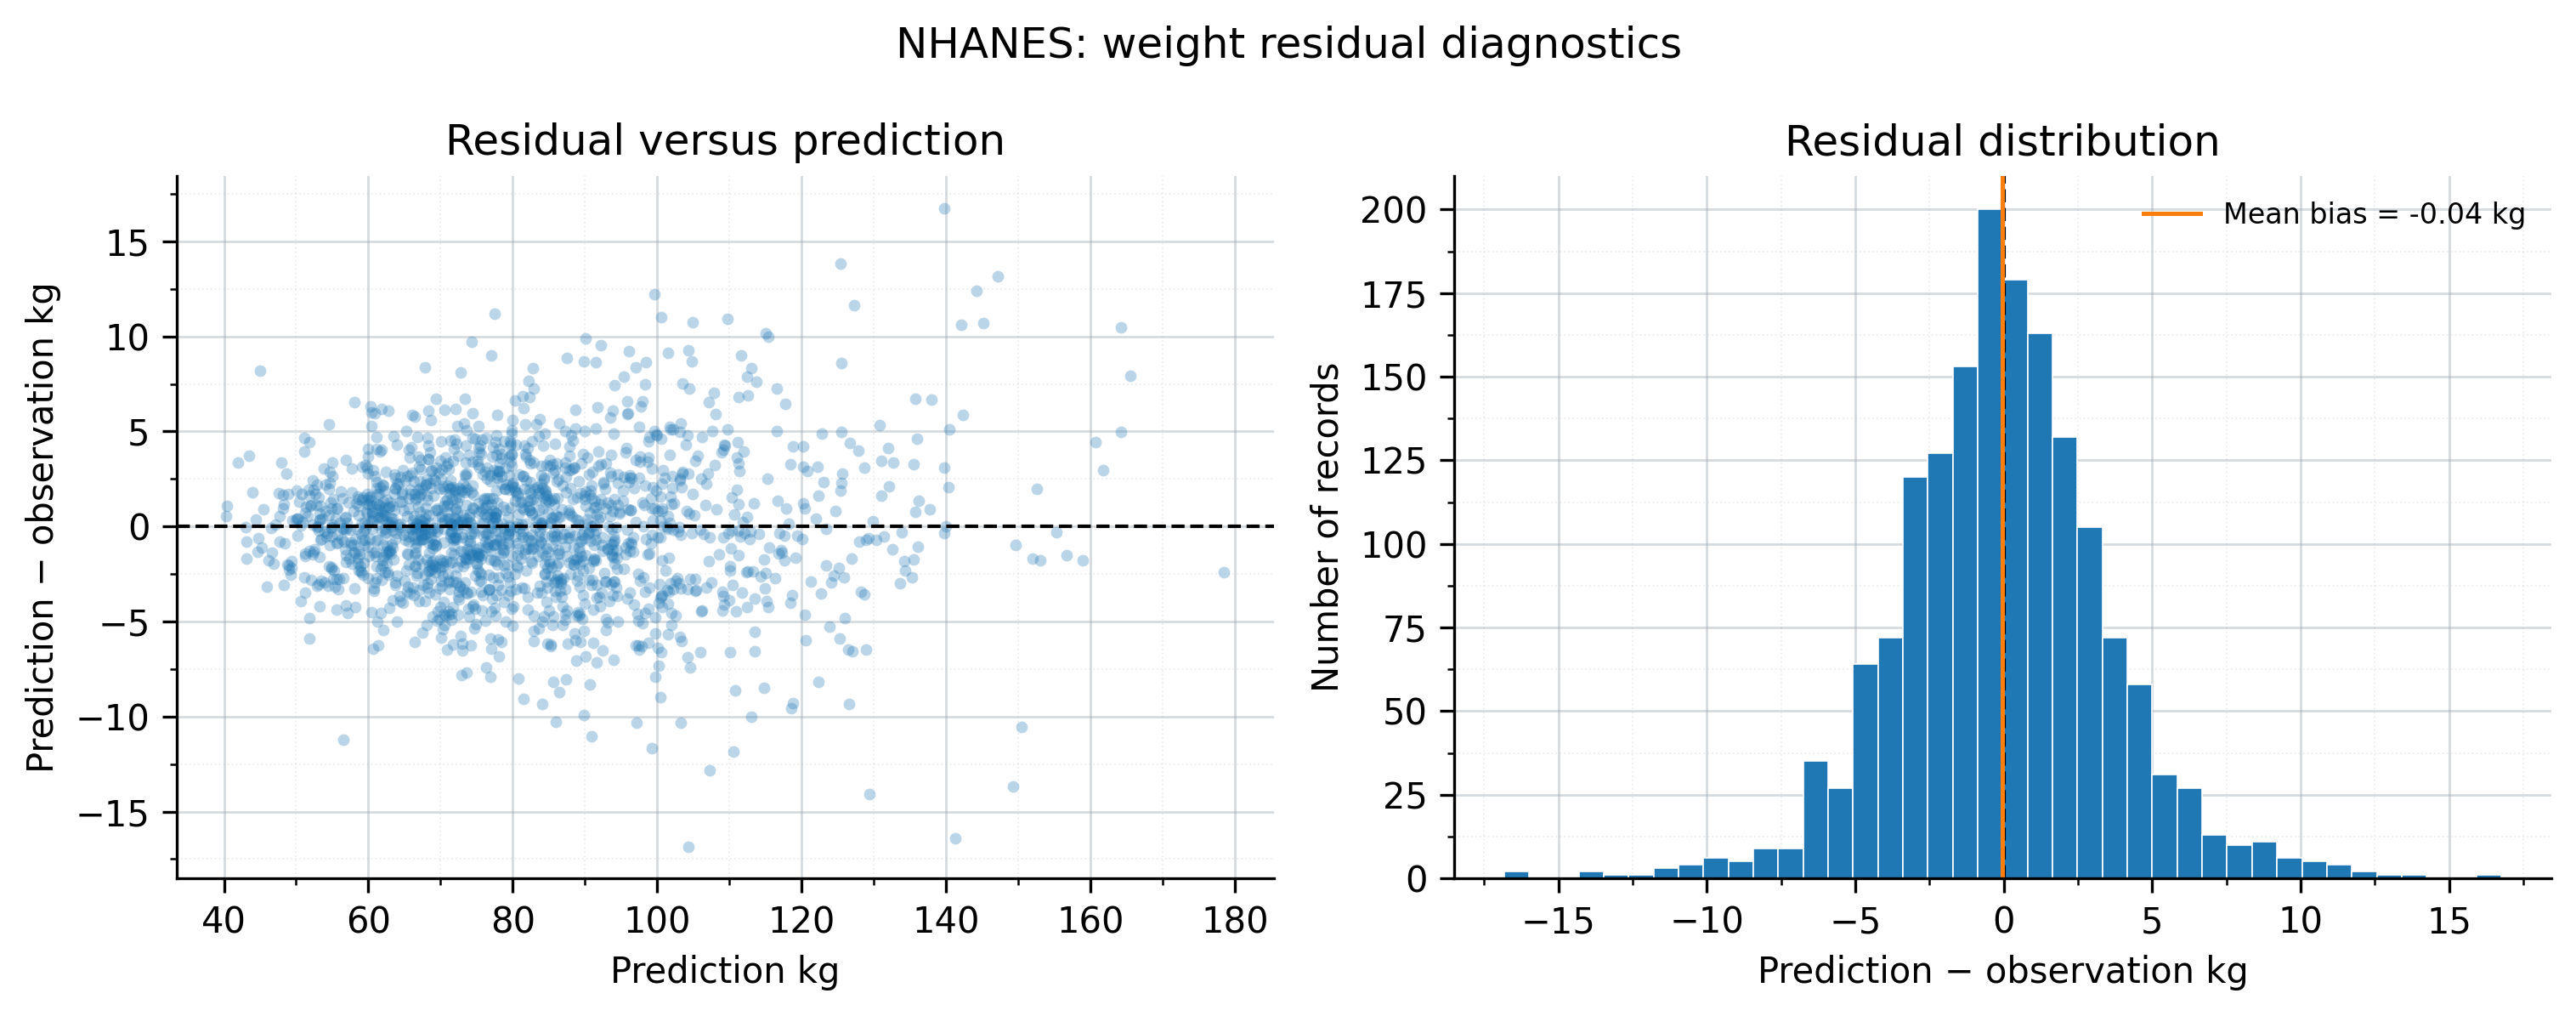 NHANES: weight residual diagnostics
Residual versus prediction
Prediction − observation kg
15
10
5
0
−5
−10
−15
40 60 80 100 120 140 160 180
Prediction kg
Residual distribution
Mean bias = -0.04 kg
Number of records
200
175
150
125
100
75
50
25
0
−15 −10 −5 0 5 10 15
Prediction − observation kg